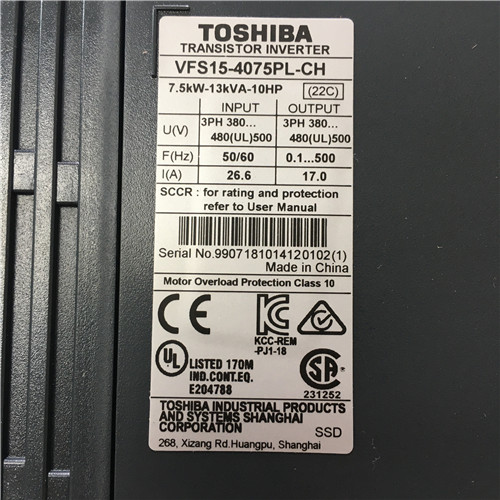 TOSHIBA
TRANSISTOR INVERTER
VFS15-4075PL-CH
7.5kW-13kVA-10HP (22C)
INPUT OUTPUT
U(V) 3PH 380... 480(UL)500 3PH 380... 480(UL)500
F(Hz) 50/60 0.1...500
I(A) 26.6 17.0
SCCR : for rating and protection
refer to User Manual
Serial No.9907181014120102(1)
Made in China
Motor Overload Protection Class 10
CE
KC
KCC-REM
-PJ1-18
UL
LISTED 170M
IND.CONT.EQ.
E204788
SA
231252
TOSHIBA INDUSTRIAL PRODUCTS
AND SYSTEMS SHANGHAI
CORPORATION
SSD
268, Xizang Rd.Huangpu, Shanghai